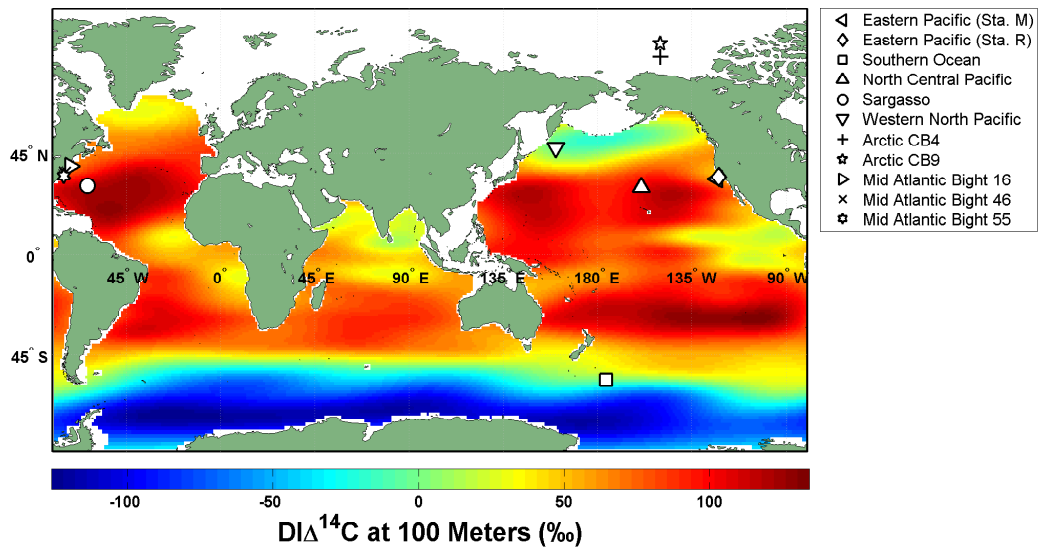 Eastern Pacific (Sta. M)
Eastern Pacific (Sta. R)
Southern Ocean
North Central Pacific
Sargasso
Western North Pacific
Arctic CB4
Arctic CB9
Mid Atlantic Bight 16
Mid Atlantic Bight 46
Mid Atlantic Bight 55
45° N
0°
45° S
45° W 0° 45° E 90° E 135° E 180° E 135° W 90° W
-100 -50 0 50 100
DIΔ¹⁴C at 100 Meters (‰)